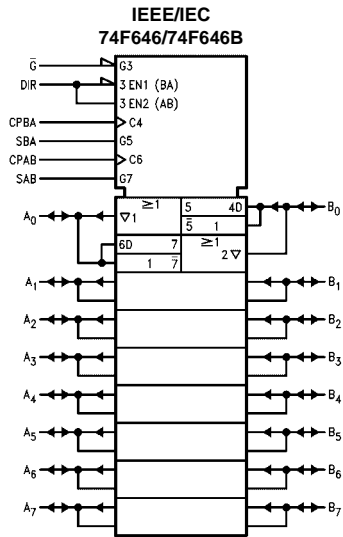 IEEE/IEC
74F646/74F646B
G̅ G3
DIR 3 EN1 (BA)
3 EN2 (AB)
CPBA C4
SBA G5
CPAB C6
SAB G7
A₀ ▽1 ≥1 5 4D B₀
5̅ 1
6D 7 ≥1
1 7̅ 2▽
A₁ B₁
A₂ B₂
A₃ B₃
A₄ B₄
A₅ B₅
A₆ B₆
A₇ B₇